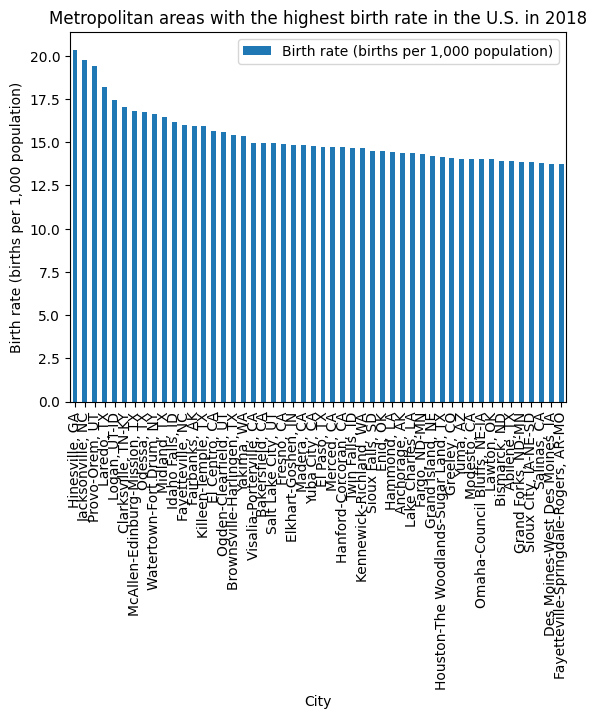 Metropolitan areas with the highest birth rate in the U.S. in 2018
Birth rate (births per 1,000 population)
Birth rate (births per 1,000 population)
20.0
17.5
15.0
12.5
10.0
7.5
5.0
2.5
0.0
Hinesville, GA
Jacksonville, NC
Provo-Orem, UT
Laredo, TX
Logan, UT-ID
Clarksville, TN-KY
McAllen-Edinburg-Mission, TX
Odessa, TX
Watertown-Fort Drum, NY
Midland, TX
Idaho Falls, ID
Fayetteville, NC
Fairbanks, AK
Killeen-Temple, TX
El Centro, CA
Ogden-Clearfield, UT
Brownsville-Harlingen, TX
Yakima, WA
Visalia-Porterville, CA
Bakersfield, CA
Salt Lake City, UT
Fresno, CA
Elkhart-Goshen, IN
Madera, CA
Yuba City, CA
El Paso, TX
Merced, CA
Hanford-Corcoran, CA
Twin Falls, ID
Kennewick-Richland, WA
Sioux Falls, SD
Enid, OK
Hammond, LA
Anchorage, AK
Lake Charles, LA
Fargo, ND-MN
Grand Island, NE
Houston-The Woodlands-Sugar Land, TX
Greeley, CO
Yuma, AZ
Modesto, CA
Omaha-Council Bluffs, NE-IA
Lawton, OK
Bismarck, ND
Abilene, TX
Grand Forks, ND-MN
Sioux City, IA-NE-SD
Salinas, CA
Des Moines-West Des Moines, IA
Fayetteville-Springdale-Rogers, AR-MO
City